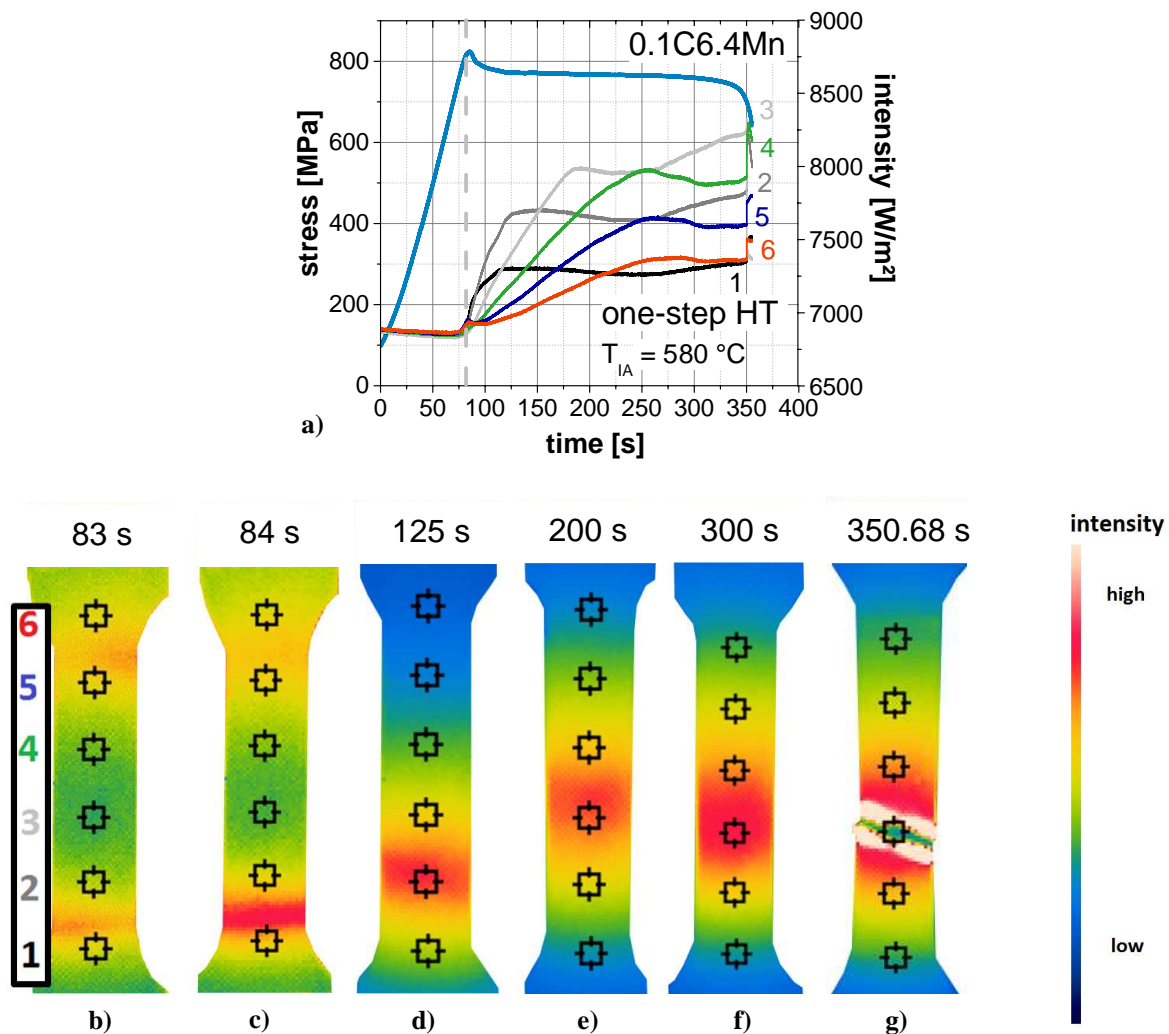 0.1C6.4Mn
9000
800
8500
600
8000
400
7500
200
7000
0
6500
stress [MPa]
intensity [W/m²]
3
4
2
5
6
1
one-step HT
T_IA = 580 °C
0 50 100 150 200 250 300 350 400
time [s]
a)
83 s 84 s 125 s 200 s 300 s 350.68 s
intensity
high
low
6
5
4
3
2
1
b) c) d) e) f) g)